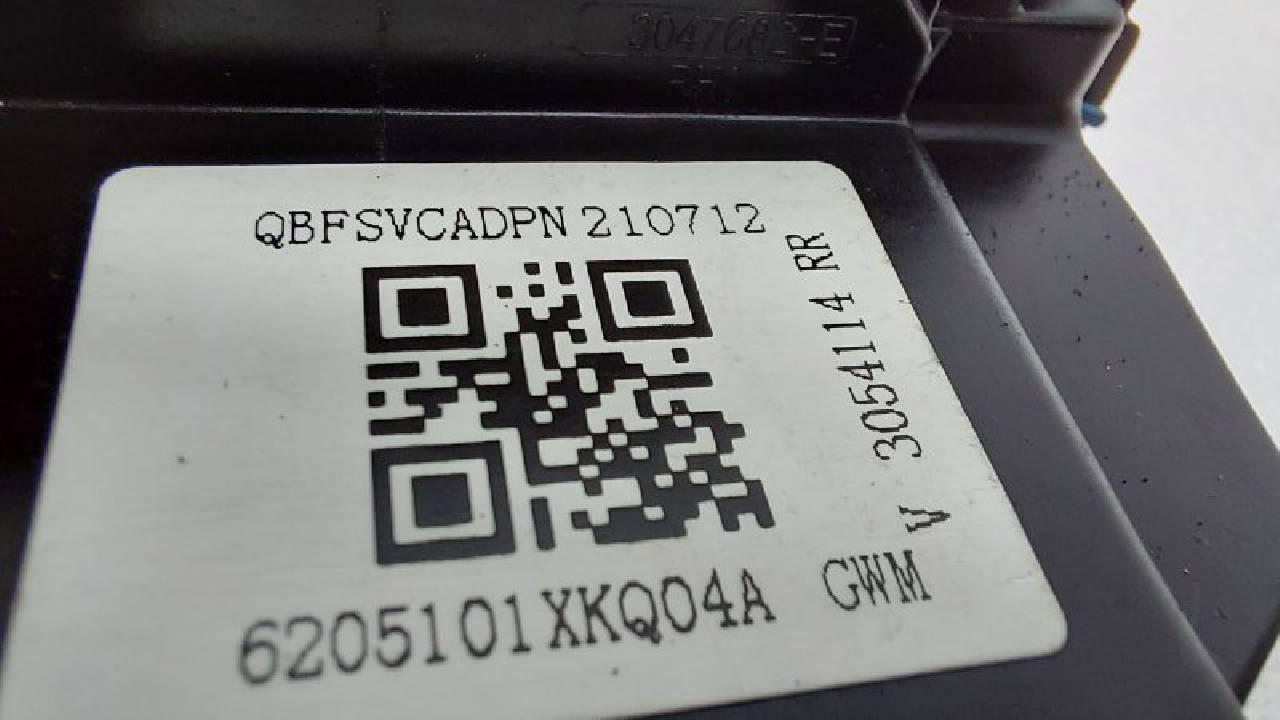 QBFSVCADPN 210712
V 3054114 RR
6205101XKQ04A GWM